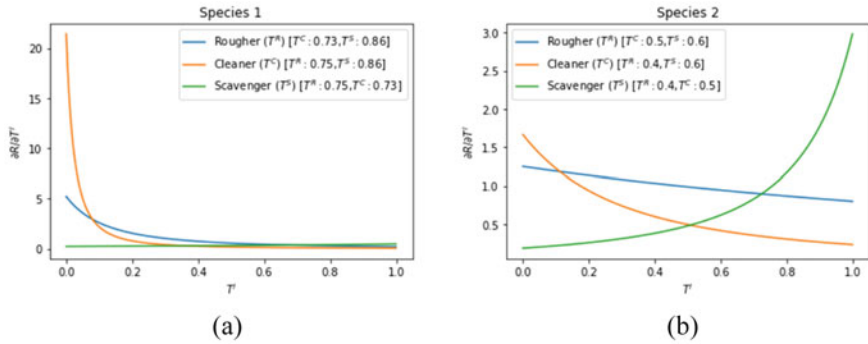 Species 1
Rougher (T^R) [T^C: 0.73, T^S: 0.86]
Cleaner (T^C) [T^R: 0.75, T^S: 0.86]
Scavenger (T^S) [T^R: 0.75, T^C: 0.73]
∂R/∂T^I
20
15
10
5
0
0.0 0.2 0.4 0.6 0.8 1.0
T^I
(a)
Species 2
Rougher (T^R) [T^C: 0.5, T^S: 0.6]
Cleaner (T^C) [T^R: 0.4, T^S: 0.6]
Scavenger (T^S) [T^R: 0.4, T^C: 0.5]
∂R/∂T^I
3.0
2.5
2.0
1.5
1.0
0.5
0.0 0.2 0.4 0.6 0.8 1.0
T^I
(b)